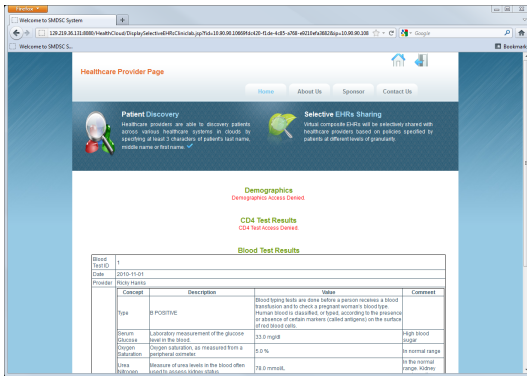 Firefox
Welcome to SMDSC System
129.219.36.131:8080/HealthCloud/DisplaySelectiveEHRsCliniclab.jsp?
Google
Welcome to SMDSC S...
Bookmark
Healthcare Provider Page
Home About Us Sponsor Contact Us
Patient Discovery
Healthcare providers are able to discovery patients
across various healthcare systems in clouds by
specifying at least 3 characters of patient's last name,
middle name or first name.
Selective EHRs Sharing
Virtual composite EHRs will be selectively shared with
healthcare providers based on policies specified by
patients at different levels of granularity.
Demographics
Demographics Access Denied.
CD4 Test Results
CD4 Test Access Denied.
Blood Test Results
Blood
Test ID
1
Date 2010-11-01
Provider Ricky Harris
Concept Description Value Comment
Type B POSITIVE
Blood typing tests are done before a person receives a blood
transfusion and to check a pregnant woman's blood type.
Human blood is classified, or typed, according to the presence
or absence of certain markers (called antigens) on the surface
of red blood cells.
Serum
Glucose
Laboratory measurement of the glucose
level in the blood.
33.0 mg/dl
High blood
sugar
Oxygen
Saturation
Oxygen saturation, as measured from a
peripheral oximeter.
5.0 %
In normal range
Urea
Nitrogen
Measure of urea levels in the blood often
used to assess kidney status
78.0 mmol/L
In the normal
range. Kidney